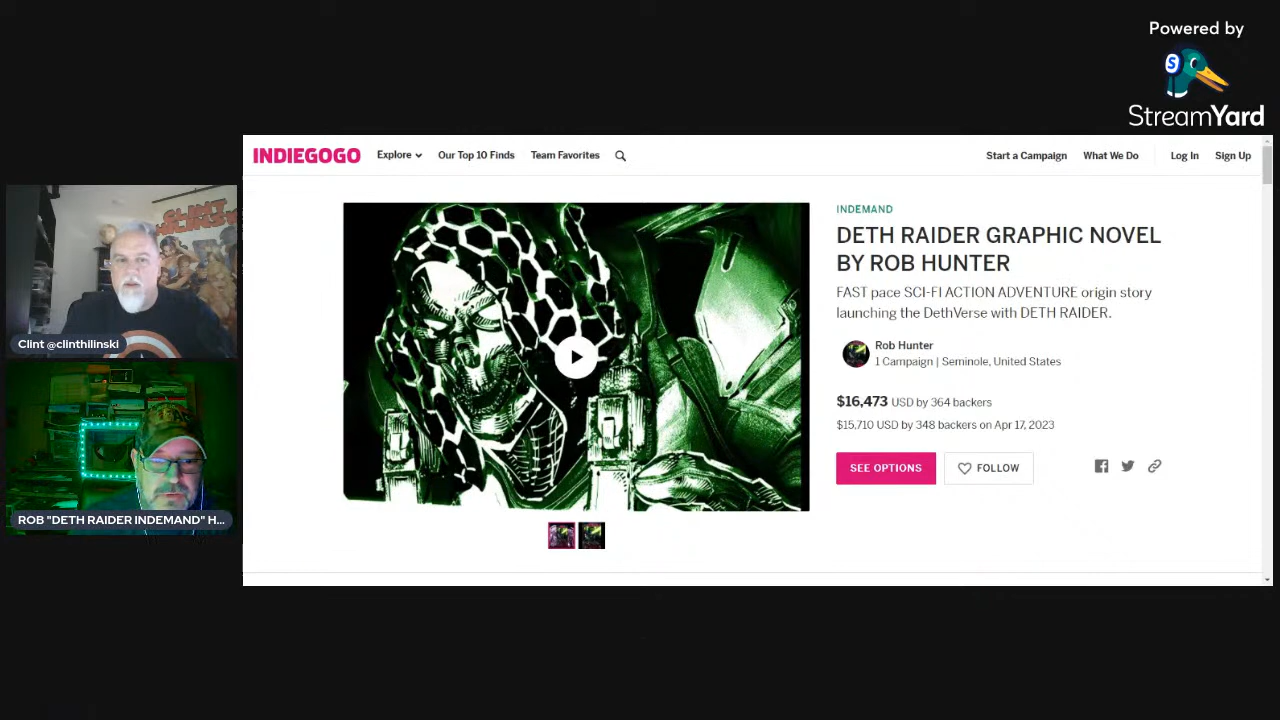 Powered by
StreamYard
INDIEGOGO
Explore
Our Top 10 Finds
Team Favorites
Start a Campaign
What We Do
Log In
Sign Up
INDEMAND
DETH RAIDER GRAPHIC NOVEL
BY ROB HUNTER
FAST pace SCI-FI ACTION ADVENTURE origin story
launching the DethVerse with DETH RAIDER.
Rob Hunter
1 Campaign | Seminole, United States
$16,473 USD by 364 backers
$15,710 USD by 348 backers on Apr 17, 2023
SEE OPTIONS
FOLLOW
CLINT
HILINSKI
Clint @clinthilinski
ROB "DETH RAIDER INDEMAND" H...